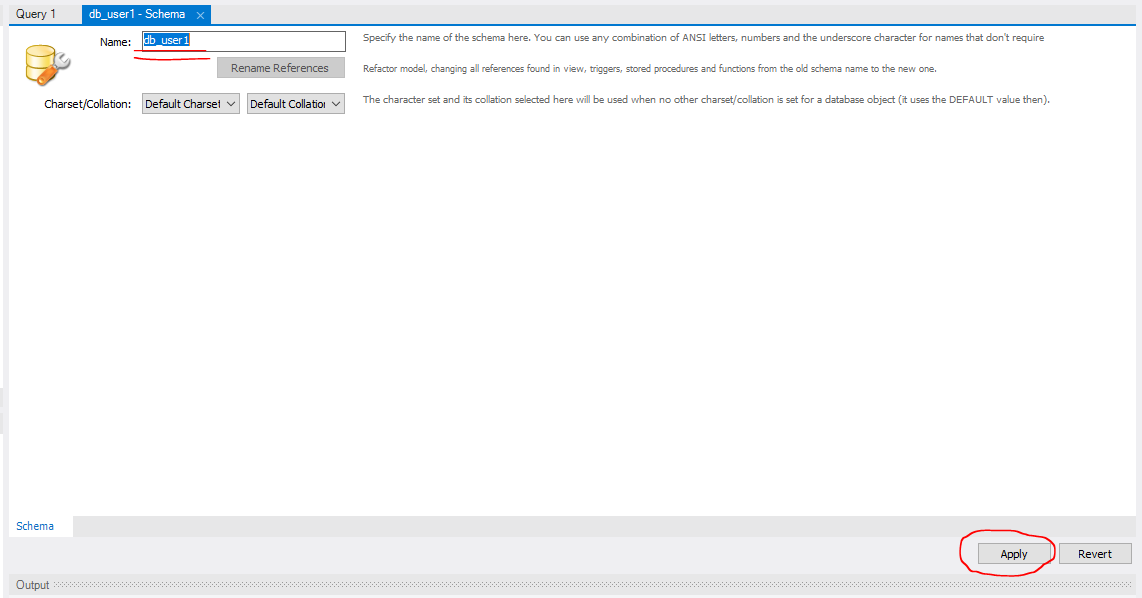 Query 1
db_user1 - Schema
Name: db_user1 Specify the name of the schema here. You can use any combination of ANSI letters, numbers and the underscore character for names that don't require
Rename References Refactor model, changing all references found in view, triggers, stored procedures and functions from the old schema name to the new one.
Charset/Collation: Default Charset Default Collation The character set and its collation selected here will be used when no other charset/collation is set for a database object (it uses the DEFAULT value then).
Schema
Apply Revert
Output